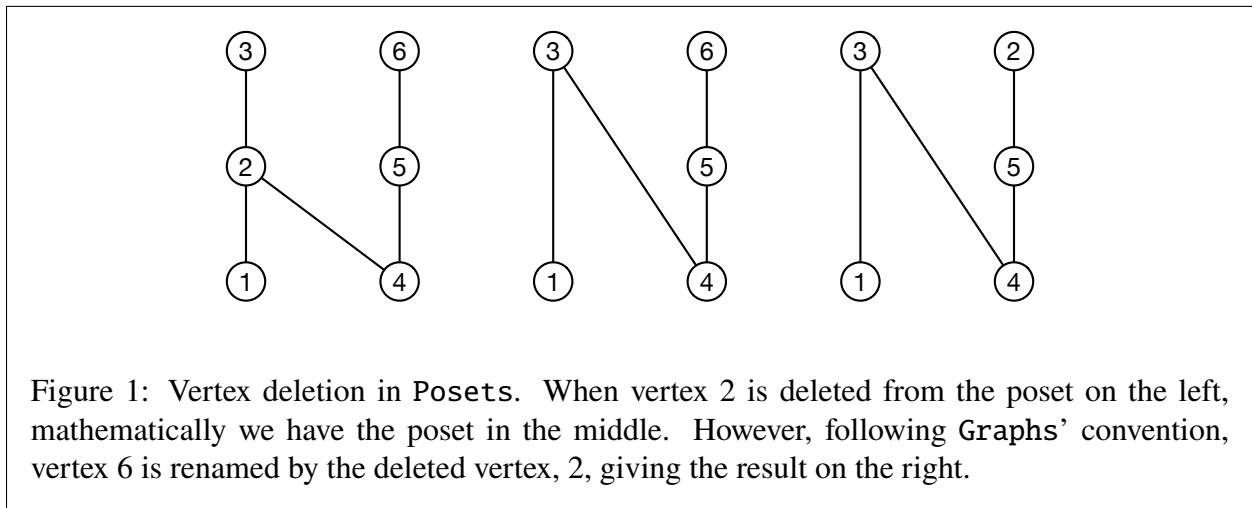 3 6 3 6 3 2
2 5 5 5
1 4 1 4 1 4
Figure 1: Vertex deletion in Posets. When vertex 2 is deleted from the poset on the left,
mathematically we have the poset in the middle. However, following Graphs’ convention,
vertex 6 is renamed by the deleted vertex, 2, giving the result on the right.